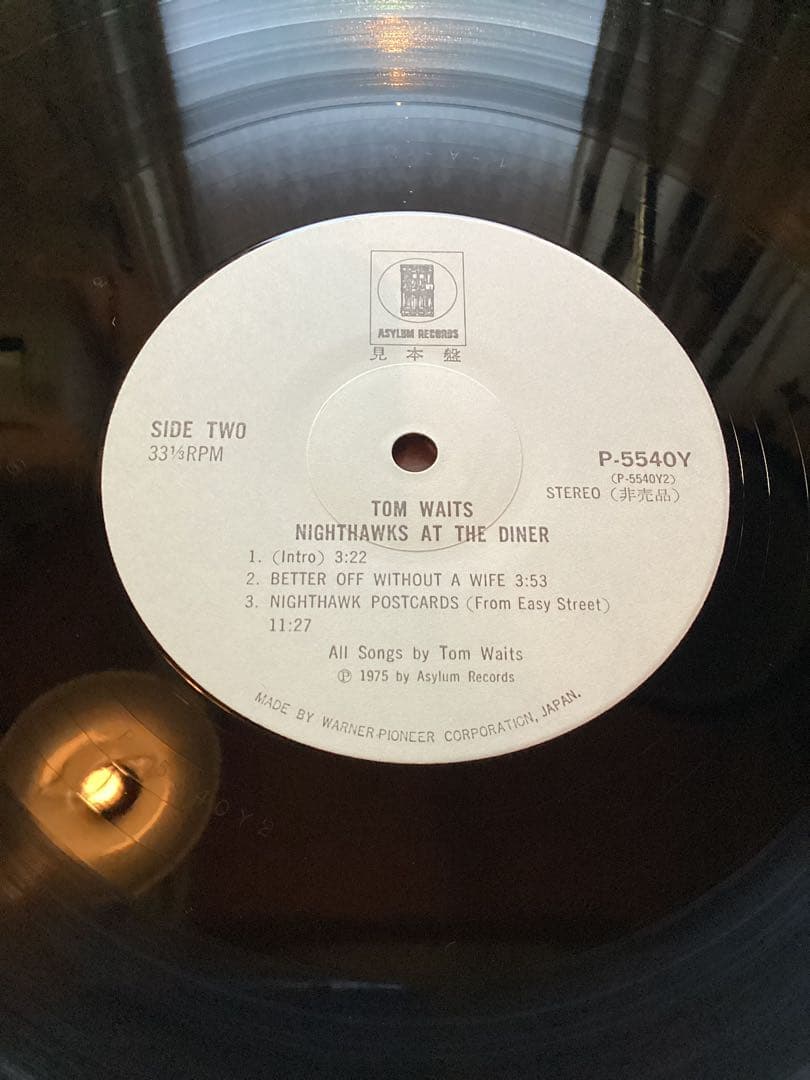 ASYLUM RECORDS
見本盤
SIDE TWO
33⅓RPM
P-5540Y
(P-5540Y2)
STEREO (非売品)
TOM WAITS
NIGHTHAWKS AT THE DINER
1. (Intro) 3:22
2. BETTER OFF WITHOUT A WIFE 3:53
3. NIGHTHAWK POSTCARDS (From Easy Street)
11:27
All Songs by Tom Waits
Ⓟ 1975 by Asylum Records
MADE BY WARNER-PIONEER CORPORATION, JAPAN.